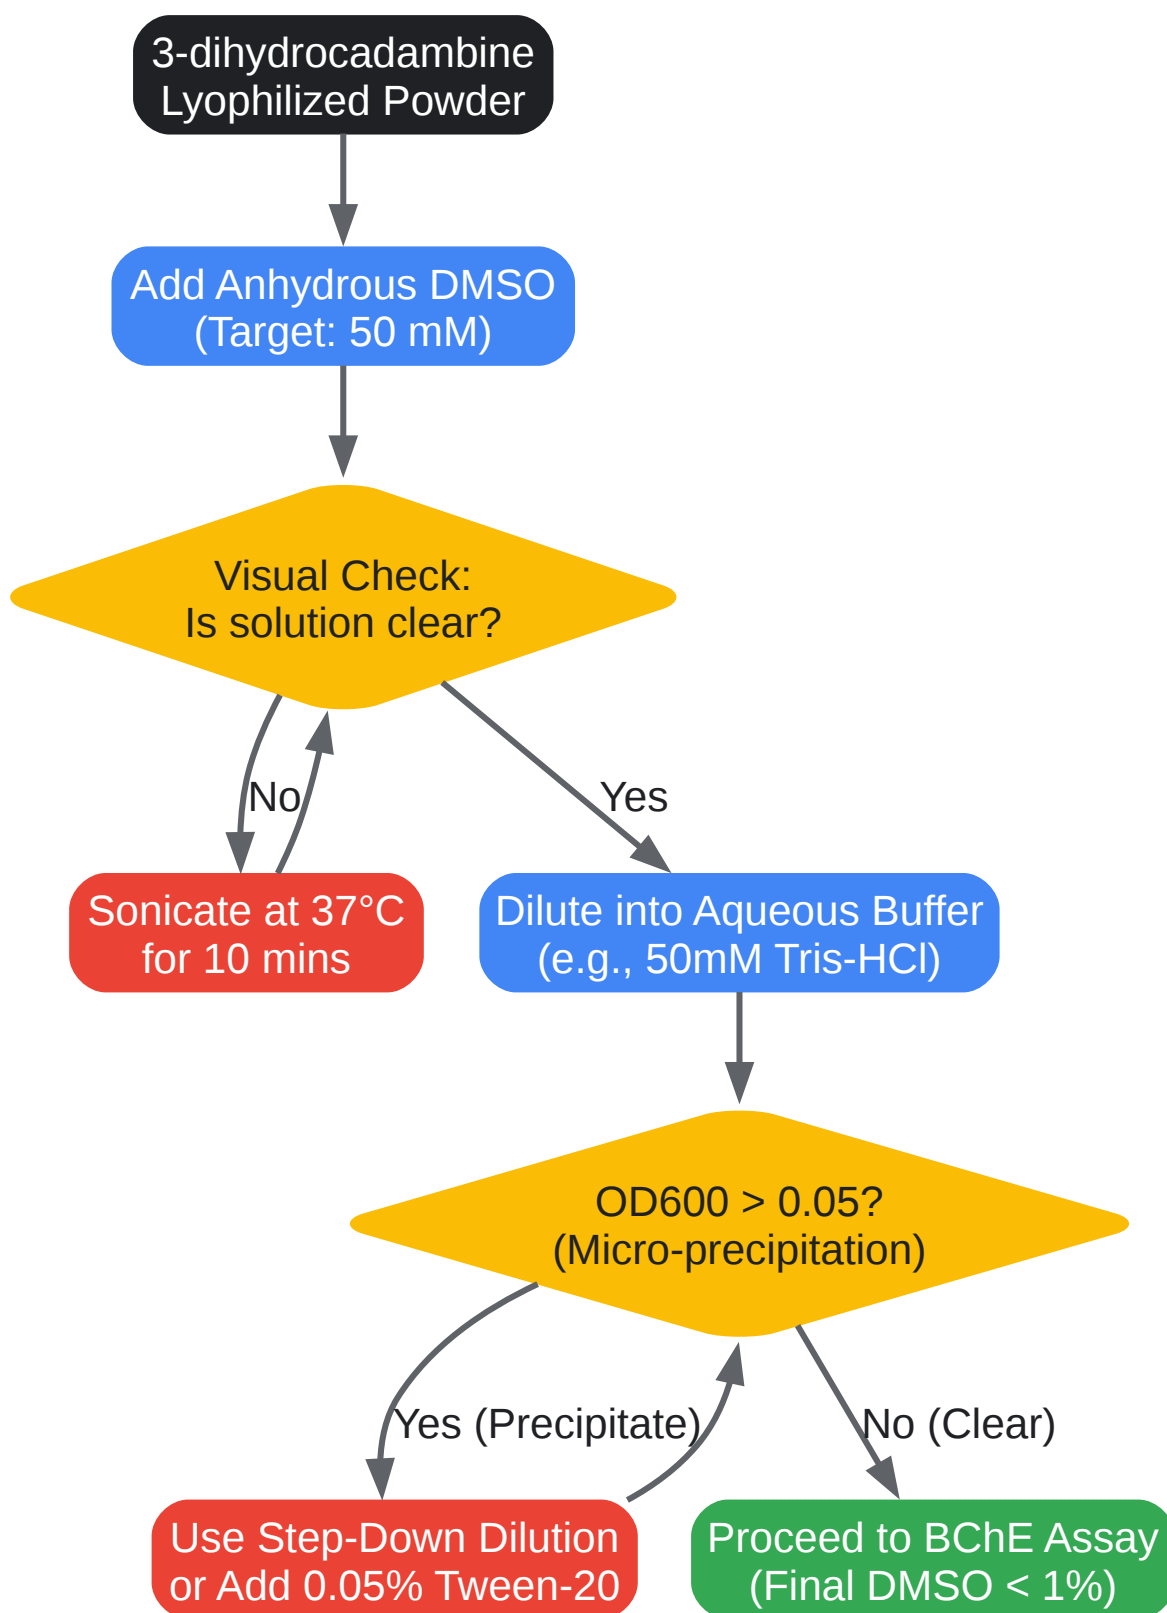 3-dihydrocadambine
Lyophilized Powder
Add Anhydrous DMSO
(Target: 50 mM)
Visual Check:
Is solution clear?
No
Yes
Sonicate at 37°C
for 10 mins
Dilute into Aqueous Buffer
(e.g., 50mM Tris-HCl)
OD600 > 0.05?
(Micro-precipitation)
Yes (Precipitate)
No (Clear)
Use Step-Down Dilution
or Add 0.05% Tween-20
Proceed to BChE Assay
(Final DMSO < 1%)